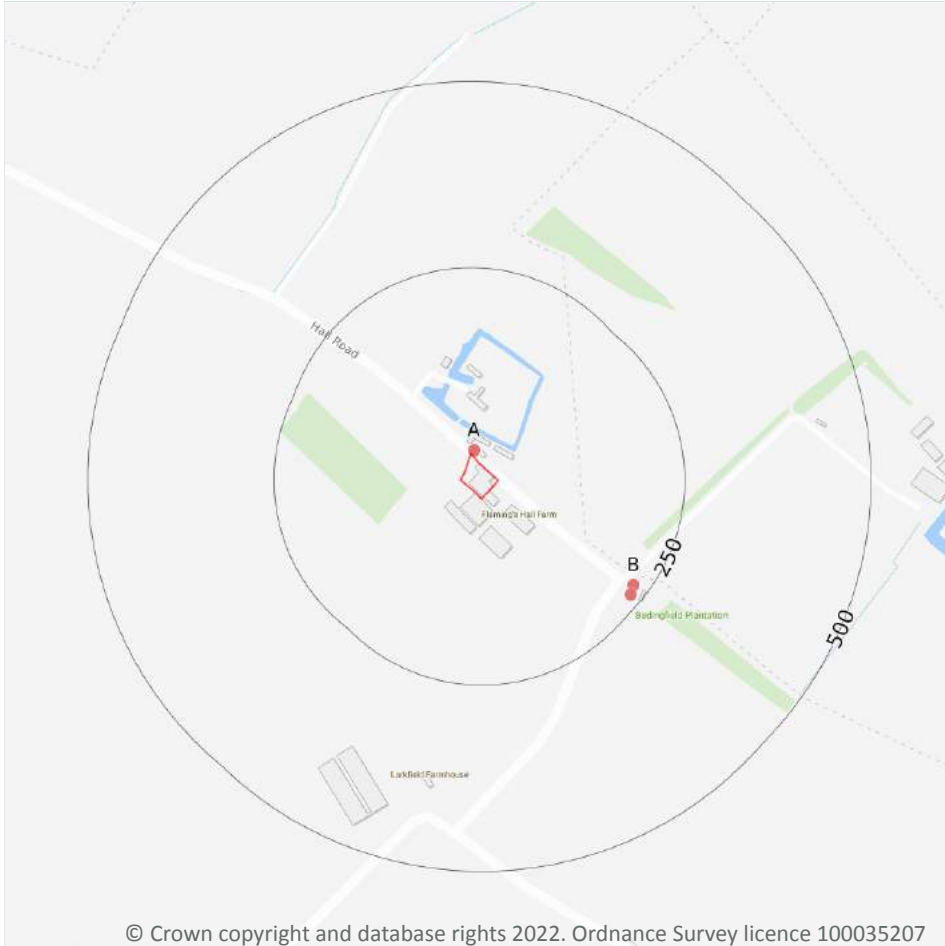 Hall Road
A
Fleming's Hall Farm
250
B
Bedingfield Plantation
500
Larkfield Farmhouse
© Crown copyright and database rights 2022. Ordnance Survey licence 100035207